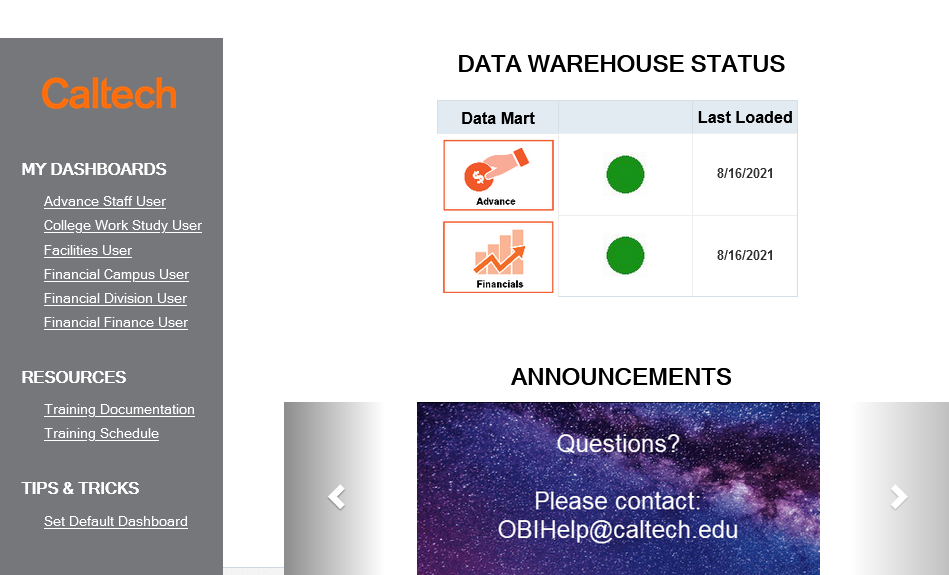 Caltech
MY DASHBOARDS
Advance Staff User
College Work Study User
Facilities User
Financial Campus User
Financial Division User
Financial Finance User
RESOURCES
Training Documentation
Training Schedule
TIPS & TRICKS
Set Default Dashboard
DATA WAREHOUSE STATUS
Data Mart Last Loaded
$
Advance 8/16/2021
Financials 8/16/2021
ANNOUNCEMENTS
Questions?
Please contact:
OBIHelp@caltech.edu